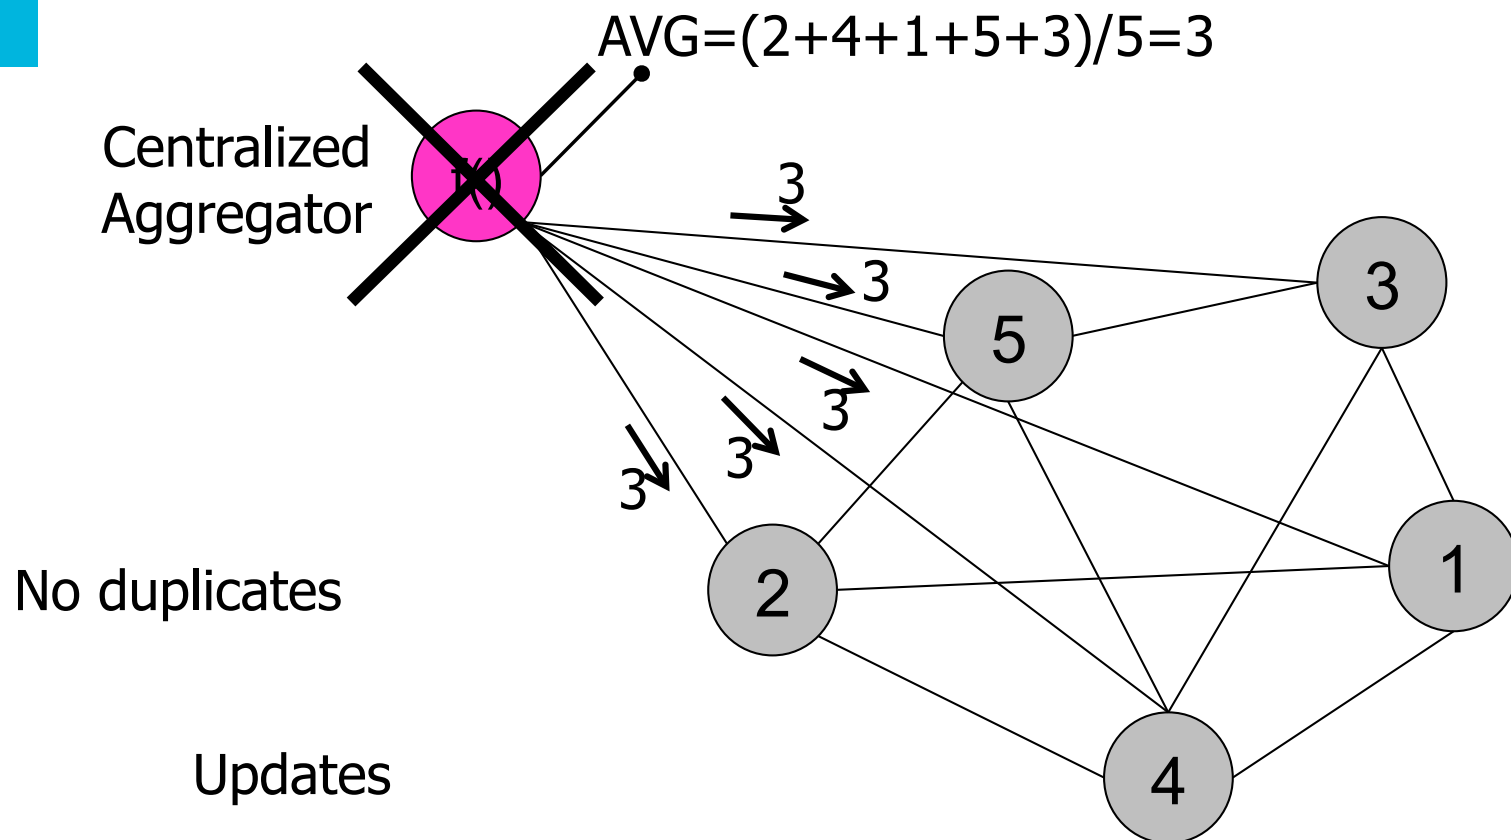 AVG=(2+4+1+5+3)/5=3
Centralized
Aggregator
f()
3
3
3
3
3
5
3
2
1
4
No duplicates
Updates